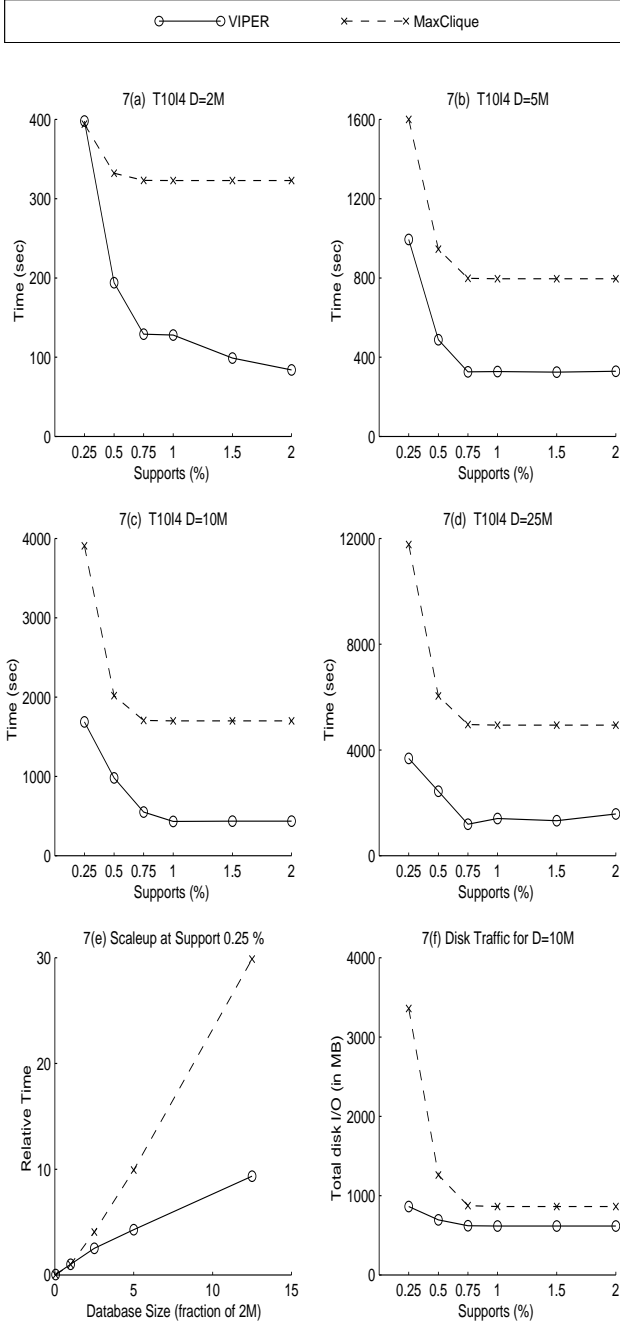 VIPER MaxClique
7(a) T10I4 D=2M
Time (sec)
400
300
200
100
0
0.25 0.5 0.75 1 1.5 2
Supports (%)
7(b) T10I4 D=5M
Time (sec)
1600
1200
800
400
0
0.25 0.5 0.75 1 1.5 2
Supports (%)
7(c) T10I4 D=10M
Time (sec)
4000
3000
2000
1000
0
0.25 0.5 0.75 1 1.5 2
Supports (%)
7(d) T10I4 D=25M
Time (sec)
12000
8000
4000
0
0.25 0.5 0.75 1 1.5 2
Supports (%)
7(e) Scaleup at Support 0.25 %
Relative Time
30
20
10
0
0 5 10 15
Database Size (fraction of 2M)
7(f) Disk Traffic for D=10M
Total disk I/O (in MB)
4000
3000
2000
1000
0
0.25 0.5 0.75 1 1.5 2
Supports (%)